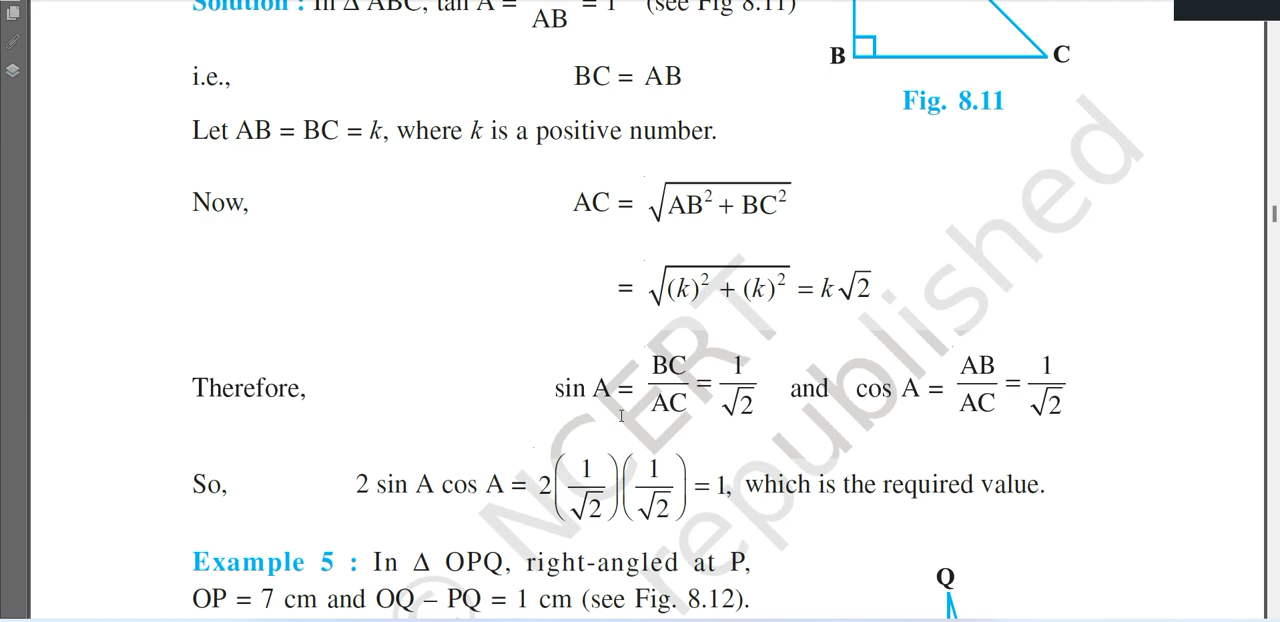 Solution : In Δ ABC, tan A = BC/AB = 1 (see Fig 8.11)
B C
i.e., BC = AB
Fig. 8.11
Let AB = BC = k, where k is a positive number.
Now, AC = √(AB² + BC²)
= √((k)² + (k)²) = k√2
Therefore, sin A = BC/AC = 1/√2 and cos A = AB/AC = 1/√2
So, 2 sin A cos A = 2(1/√2)(1/√2) = 1, which is the required value.
Example 5 : In Δ OPQ, right-angled at P,
Q
OP = 7 cm and OQ – PQ = 1 cm (see Fig. 8.12).
© NCERT
republished